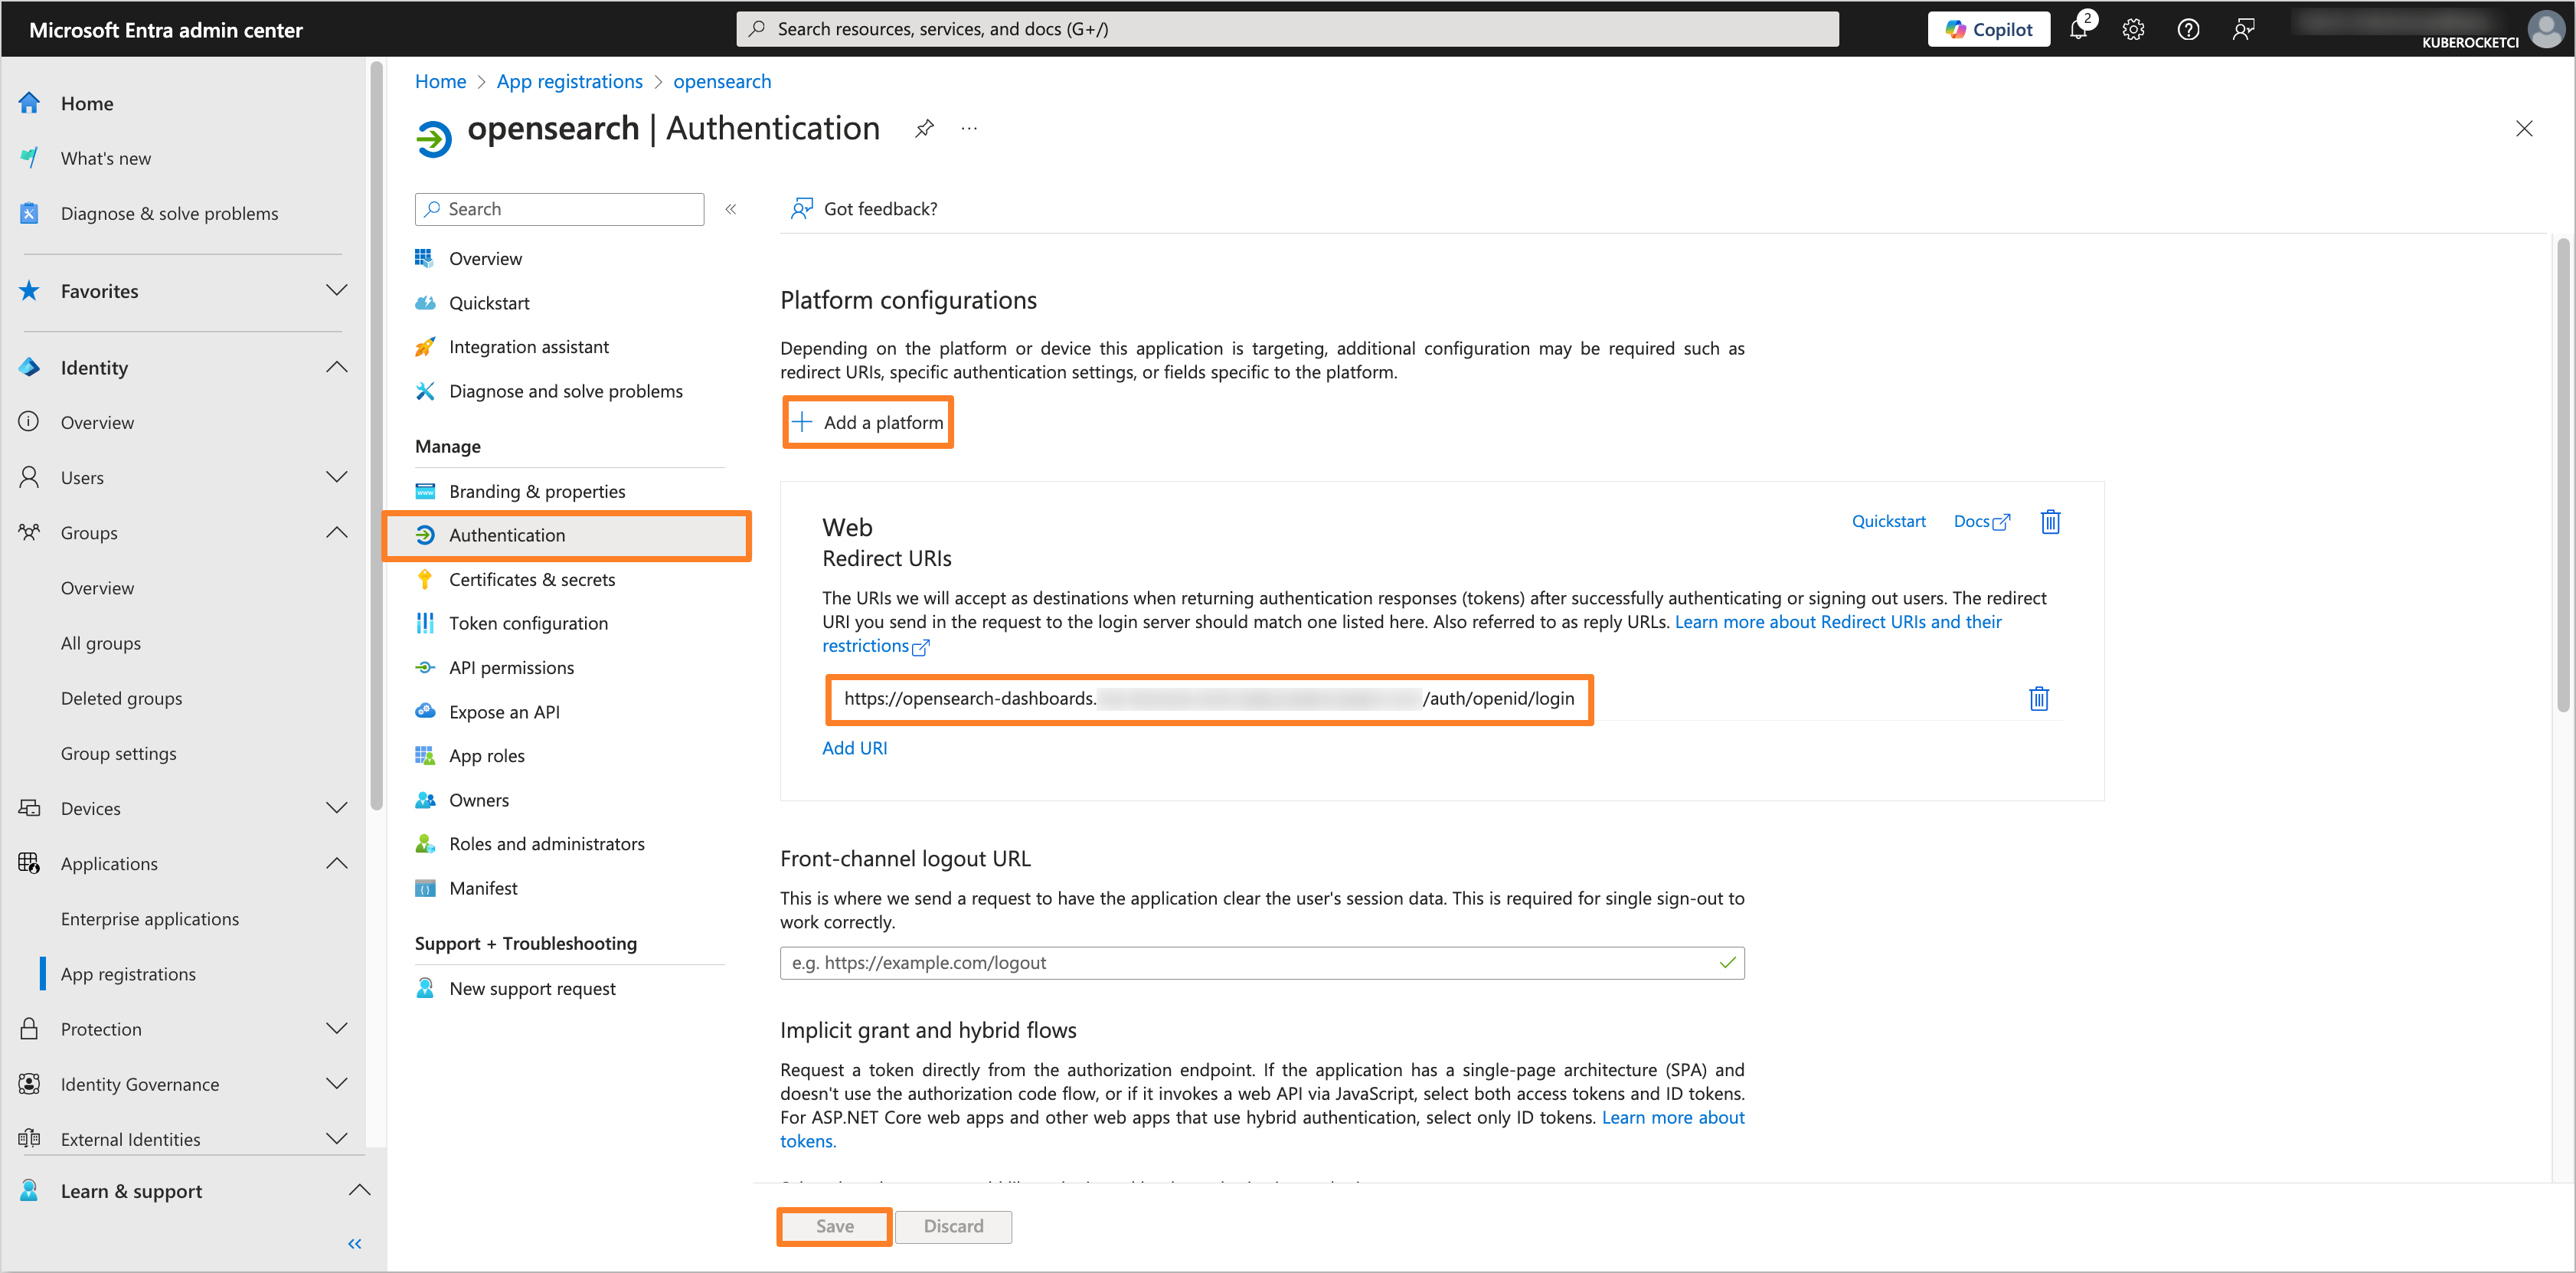 Microsoft Entra admin center
Search resources, services, and docs (G+/)
Copilot
2
KUBEROCKETCI
Home
What's new
Diagnose & solve problems
Favorites
Identity
Overview
Users
Groups
Overview
All groups
Deleted groups
Group settings
Devices
Applications
Enterprise applications
App registrations
Protection
Identity Governance
External Identities
Learn & support
Home > App registrations > opensearch
opensearch | Authentication
Search
Overview
Quickstart
Integration assistant
Diagnose and solve problems
Manage
Branding & properties
Authentication
Certificates & secrets
Token configuration
API permissions
Expose an API
App roles
Owners
Roles and administrators
Manifest
Support + Troubleshooting
New support request
Got feedback?
Platform configurations
Depending on the platform or device this application is targeting, additional configuration may be required such as
redirect URIs, specific authentication settings, or fields specific to the platform.
Add a platform
Web
Quickstart
Docs
Redirect URIs
The URIs we will accept as destinations when returning authentication responses (tokens) after successfully authenticating or signing out users. The redirect
URI you send in the request to the login server should match one listed here. Also referred to as reply URLs. Learn more about Redirect URIs and their
restrictions
https://opensearch-dashboards. /auth/openid/login
Add URI
Front-channel logout URL
This is where we send a request to have the application clear the user's session data. This is required for single sign-out to
work correctly.
e.g. https://example.com/logout
Implicit grant and hybrid flows
Request a token directly from the authorization endpoint. If the application has a single-page architecture (SPA) and
doesn't use the authorization code flow, or if it invokes a web API via JavaScript, select both access tokens and ID tokens.
For ASP.NET Core web apps and other web apps that use hybrid authentication, select only ID tokens. Learn more about
tokens.
Save
Discard